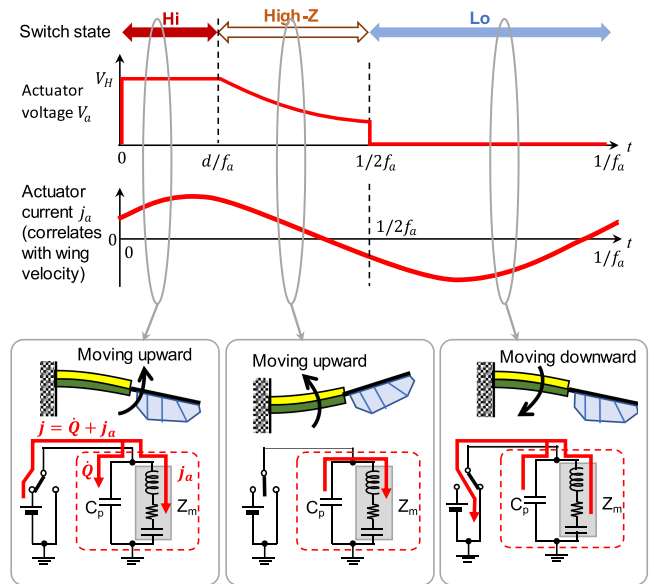 Switch state
Hi
High-Z
Lo
Actuator
voltage V_a
V_H
0
d/f_a
1/2f_a
1/f_a
t
Actuator
current j_a
(correlates
with wing
velocity)
0
0
1/2f_a
1/f_a
t
Moving upward
j = Q̇ + j_a
Q̇
j_a
C_p
Z_m
Moving upward
C_p
Z_m
Moving downward
C_p
Z_m